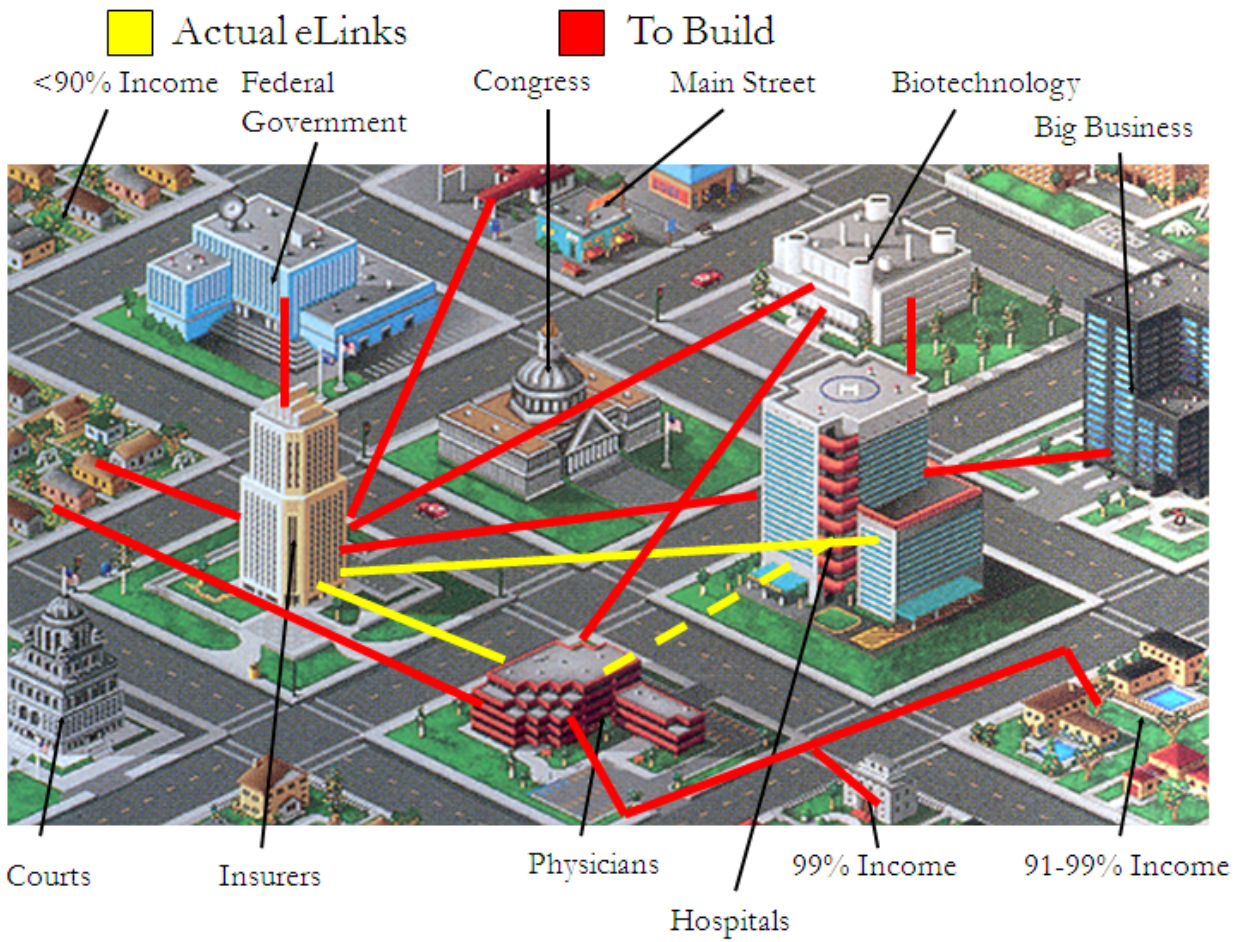 Actual eLinks
To Build
<90% Income
Federal
Government
Congress
Main Street
Biotechnology
Big Business
H
Courts
Insurers
Physicians
Hospitals
99% Income
91-99% Income